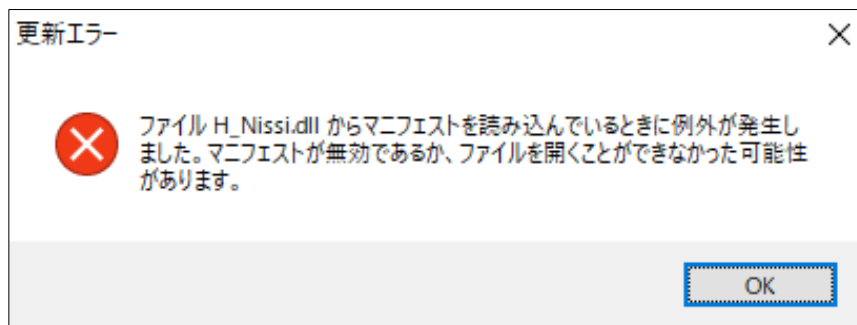 更新エラー
ファイル H_Nissi.dll からマニフェストを読み込んでいるときに例外が発生し
ました。マニフェストが無効であるか、ファイルを開くことができなかった可能性
があります。
OK